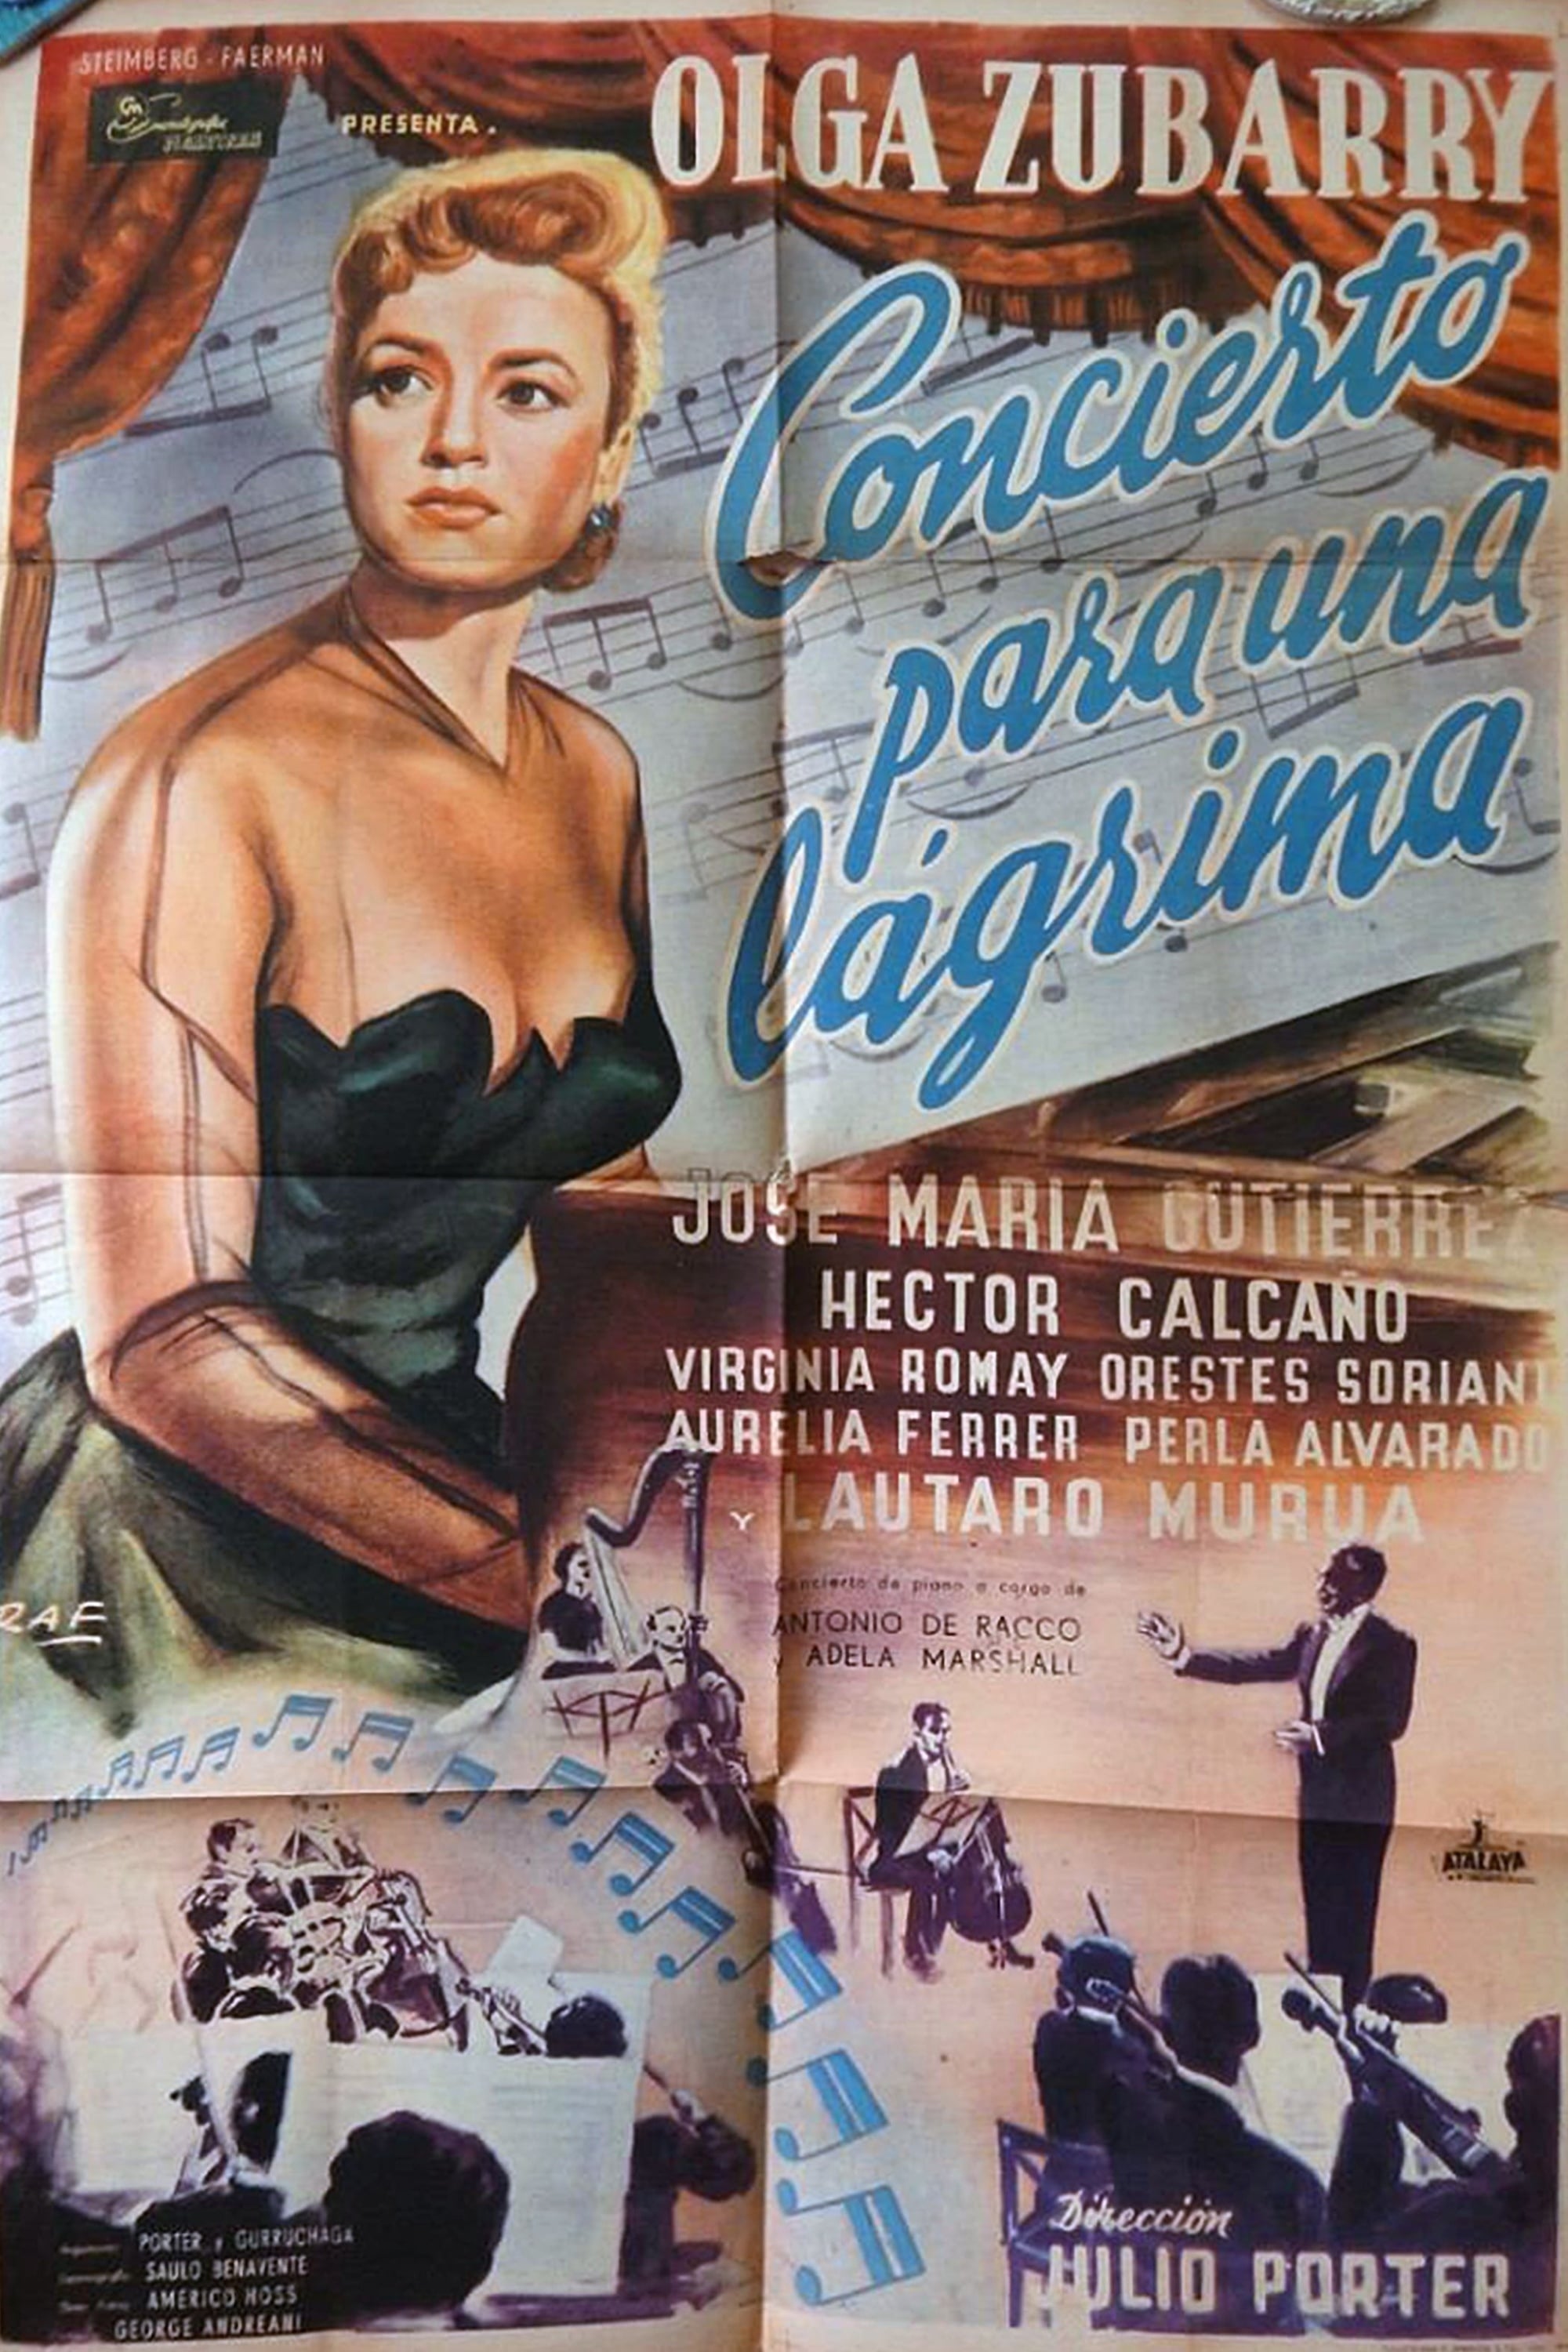 STEIMBERG - FAERMAN
PRESENTA.
OLGA ZUBARRY
Concierto
para una
lágrima
JOSE MARIA GUTIERREZ
HECTOR CALCAÑO
VIRGINIA ROMAY ORESTES SORIANI
AURELIA FERRER PERLA ALVARADO
Y LAUTARO MURUA
Concierto de piano a cargo de
ANTONIO DE RACCO
y ADELA MARSHALL
RAF
ATALAYA
PORTER y GURRUCHAGA
SAULO BENAVENTE
AMERICO HOSS
GEORGE ANDREANI
Dirección
JULIO PORTER